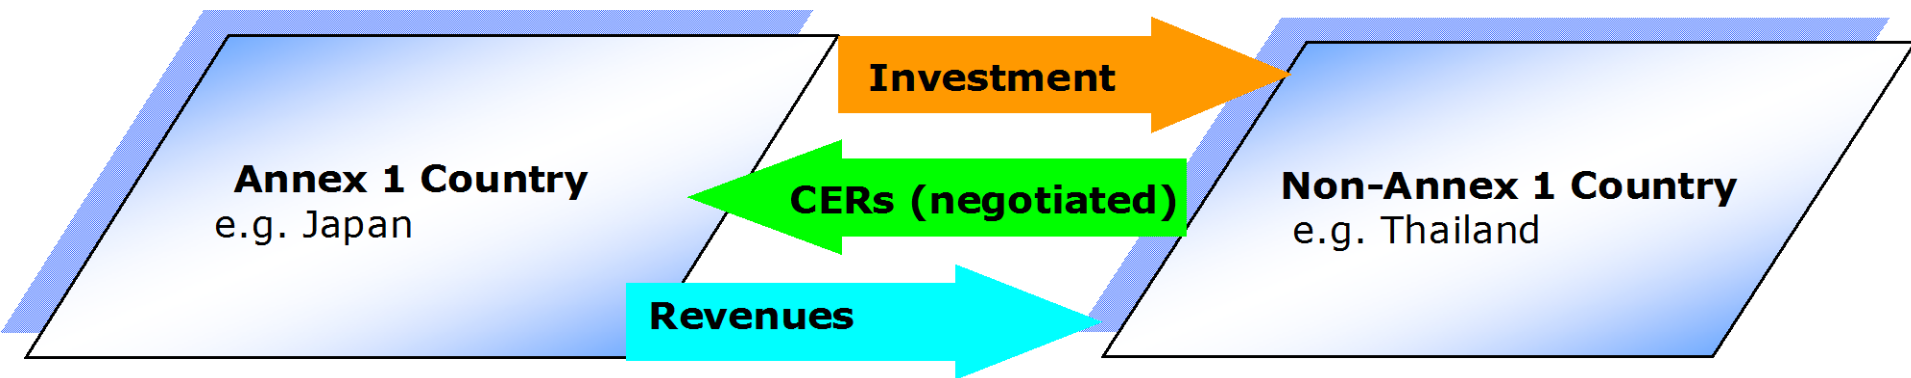 Investment
Annex 1 Country
e.g. Japan
CERs (negotiated)
Non-Annex 1 Country
e.g. Thailand
Revenues